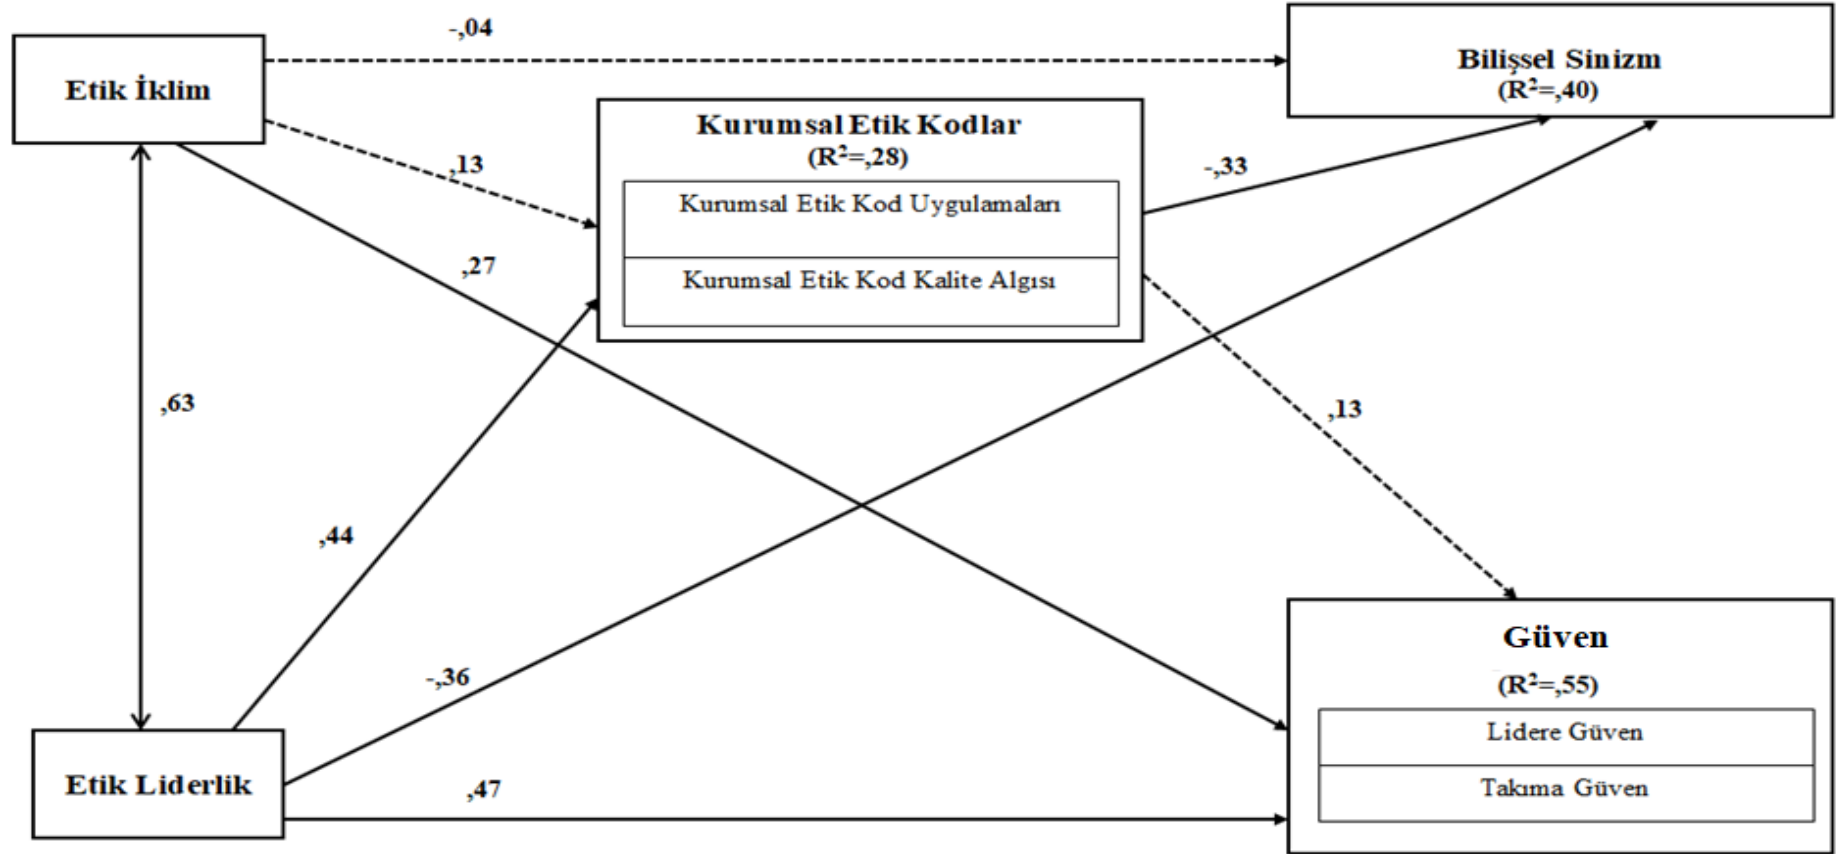 -,04
Etik İklim
Bilişsel Sinizm
(R²=,40)
Kurumsal Etik Kodlar
(R²=,28)
,13
-,33
Kurumsal Etik Kod Uygulamaları
,27
Kurumsal Etik Kod Kalite Algısı
,63
,13
,44
Güven
(R²=,55)
-,36
Lidere Güven
Etik Liderlik
,47
Takıma Güven